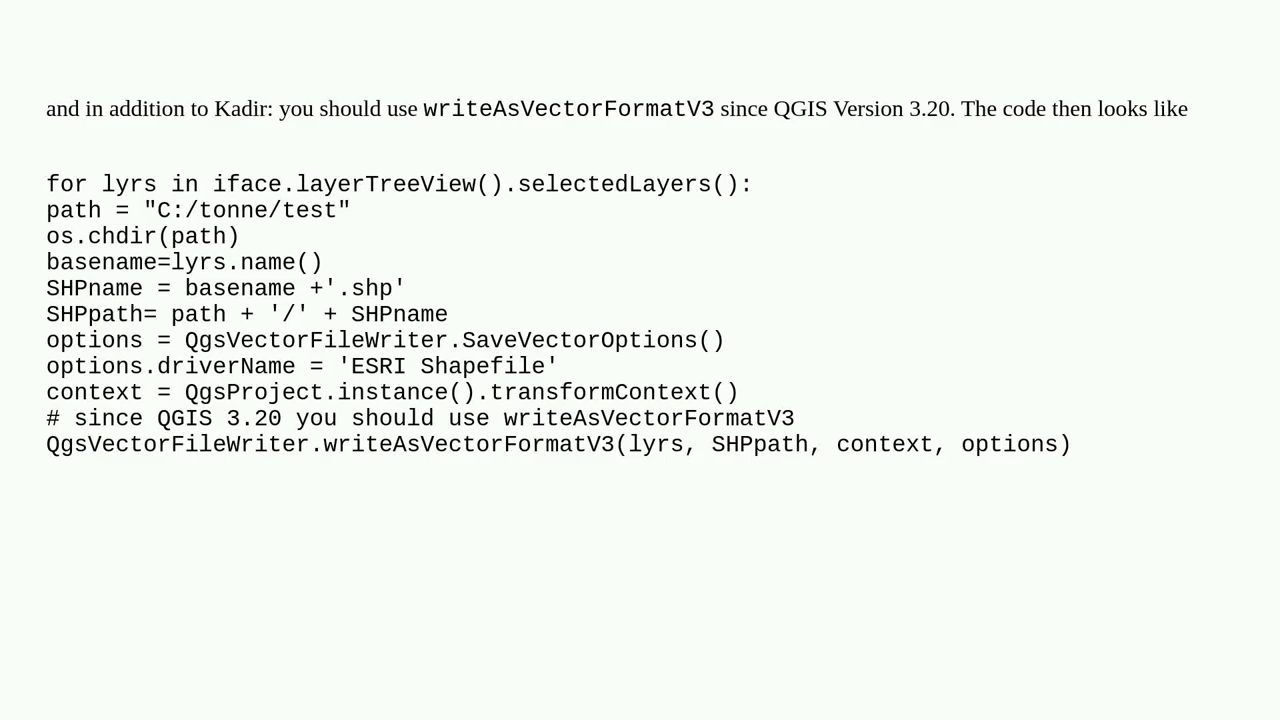 and in addition to Kadir: you should use writeAsVectorFormatV3 since QGIS Version 3.20. The code then looks like
for lyrs in iface.layerTreeView().selectedLayers():
path = "C:/tonne/test"
os.chdir(path)
basename=lyrs.name()
SHPname = basename +'.shp'
SHPpath= path + '/' + SHPname
options = QgsVectorFileWriter.SaveVectorOptions()
options.driverName = 'ESRI Shapefile'
context = QgsProject.instance().transformContext()
# since QGIS 3.20 you should use writeAsVectorFormatV3
QgsVectorFileWriter.writeAsVectorFormatV3(lyrs, SHPpath, context, options)